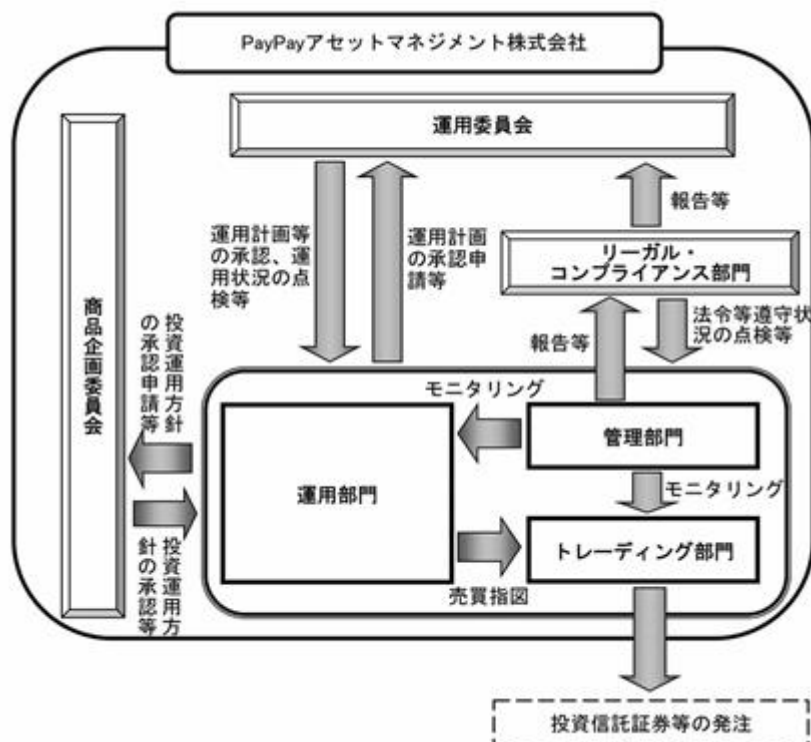 PayPayアセットマネジメント株式会社
運用委員会
運用計画等
の承認、運
用状況の点
検等
運用計画
の承認申
請等
報告等
リーガル・
コンプライアンス部門
報告等
法令等遵守状
況の点検等
商品企画委員会
投資運用方針
の承認申請等
投資運用方
針の承認等
モニタリング
運用部門
管理部門
モニタリング
トレーディング部門
売買指図
投資信託証券等の発注